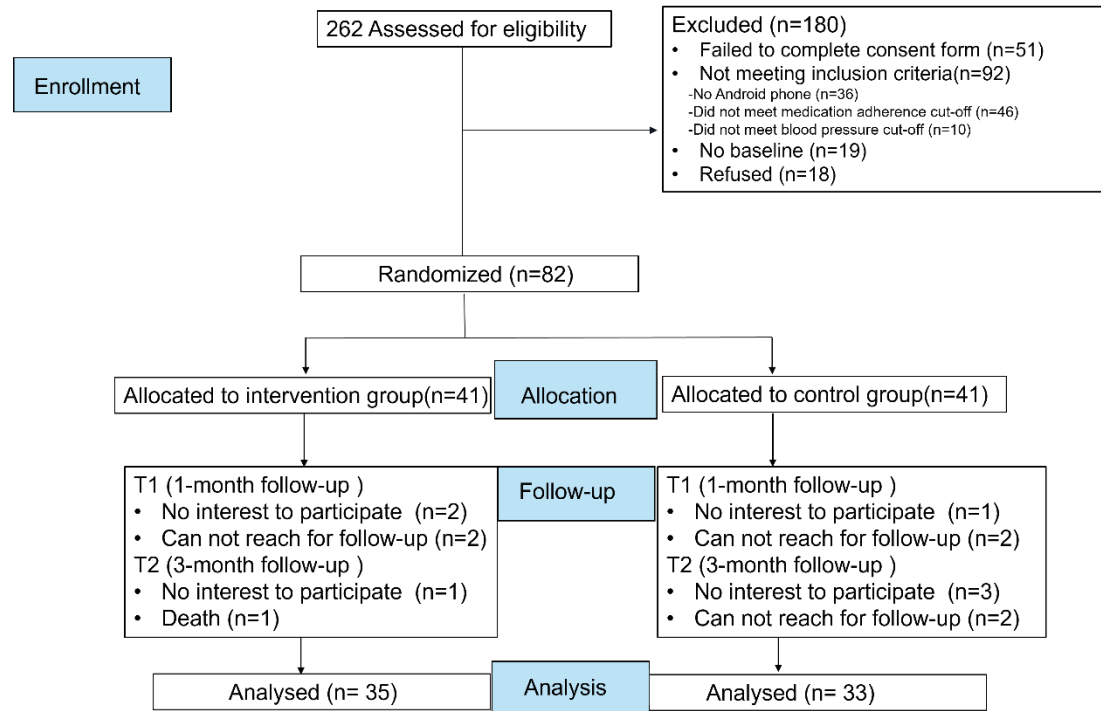 262 Assessed for eligibility
Excluded (n=180)
• Failed to complete consent form (n=51)
• Not meeting inclusion criteria(n=92)
-No Android phone (n=36)
-Did not meet medication adherence cut-off (n=46)
-Did not meet blood pressure cut-off (n=10)
• No baseline (n=19)
• Refused (n=18)
Enrollment
Randomized (n=82)
Allocated to intervention group(n=41)
Allocation
Allocated to control group(n=41)
T1 (1-month follow-up )
• No interest to participate (n=2)
• Can not reach for follow-up (n=2)
T2 (3-month follow-up )
• No interest to participate (n=1)
• Death (n=1)
Follow-up
T1 (1-month follow-up )
• No interest to participate (n=1)
• Can not reach for follow-up (n=2)
T2 (3-month follow-up )
• No interest to participate (n=3)
• Can not reach for follow-up (n=2)
Analysed (n= 35)
Analysis
Analysed (n= 33)